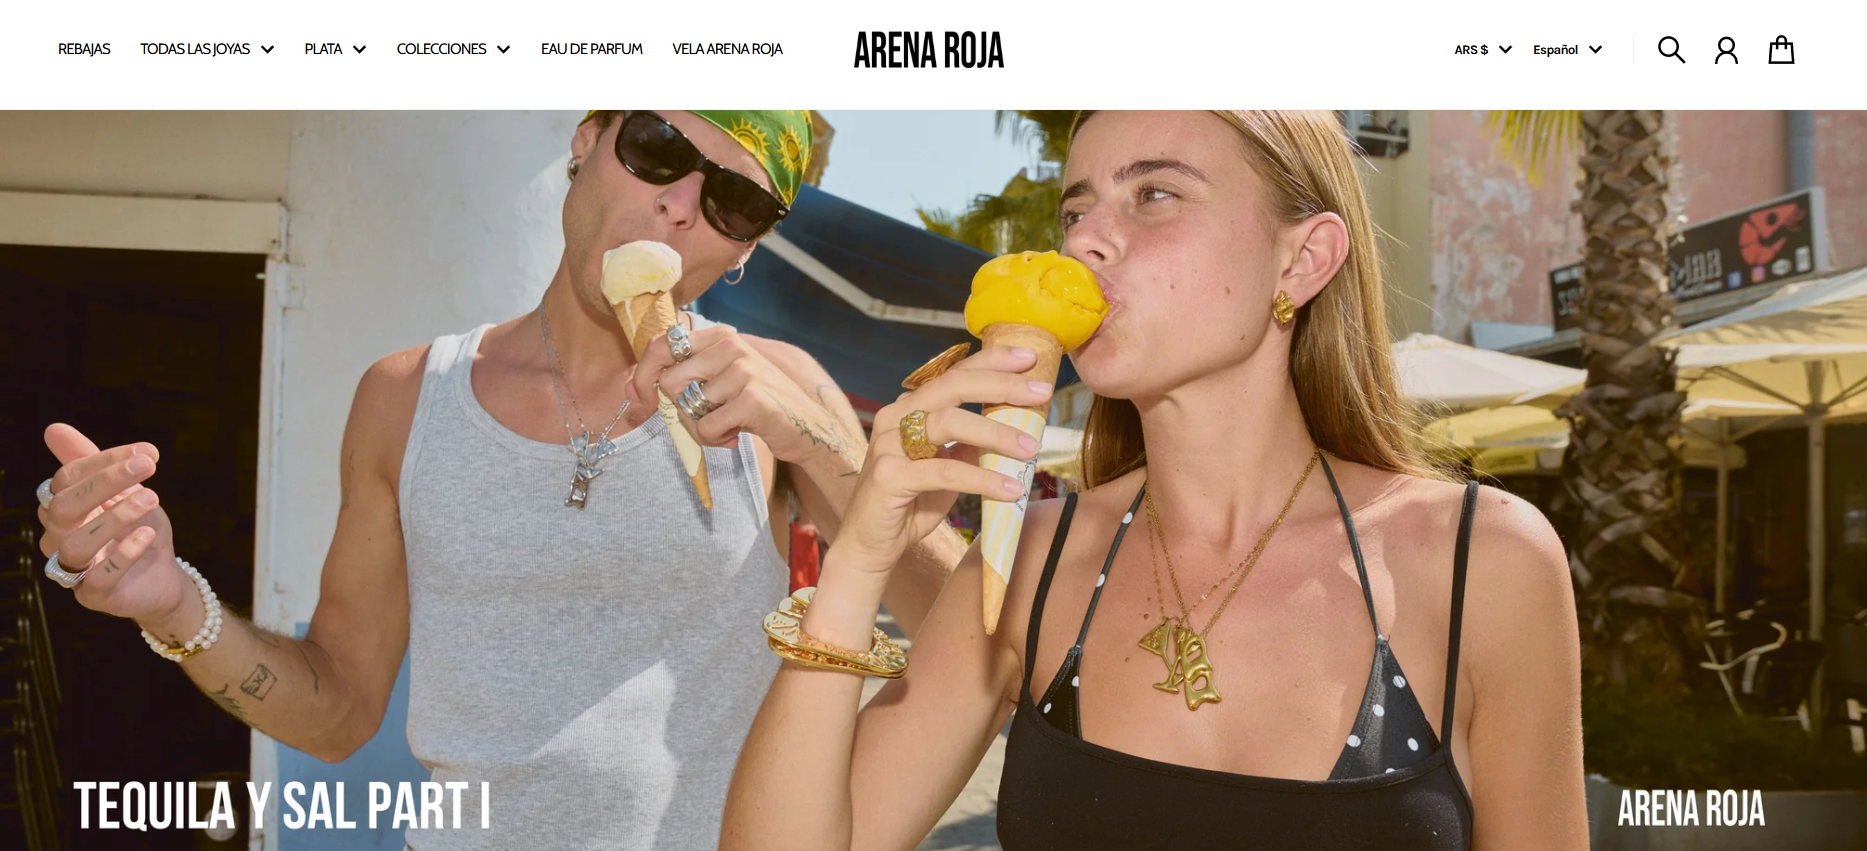 REBAJAS
TODAS LAS JOYAS
PLATA
COLECCIONES
EAU DE PARFUM
VELA ARENA ROJA
ARENA ROJA
ARS $
Español
TEQUILA Y SAL PART I
ARENA ROJA